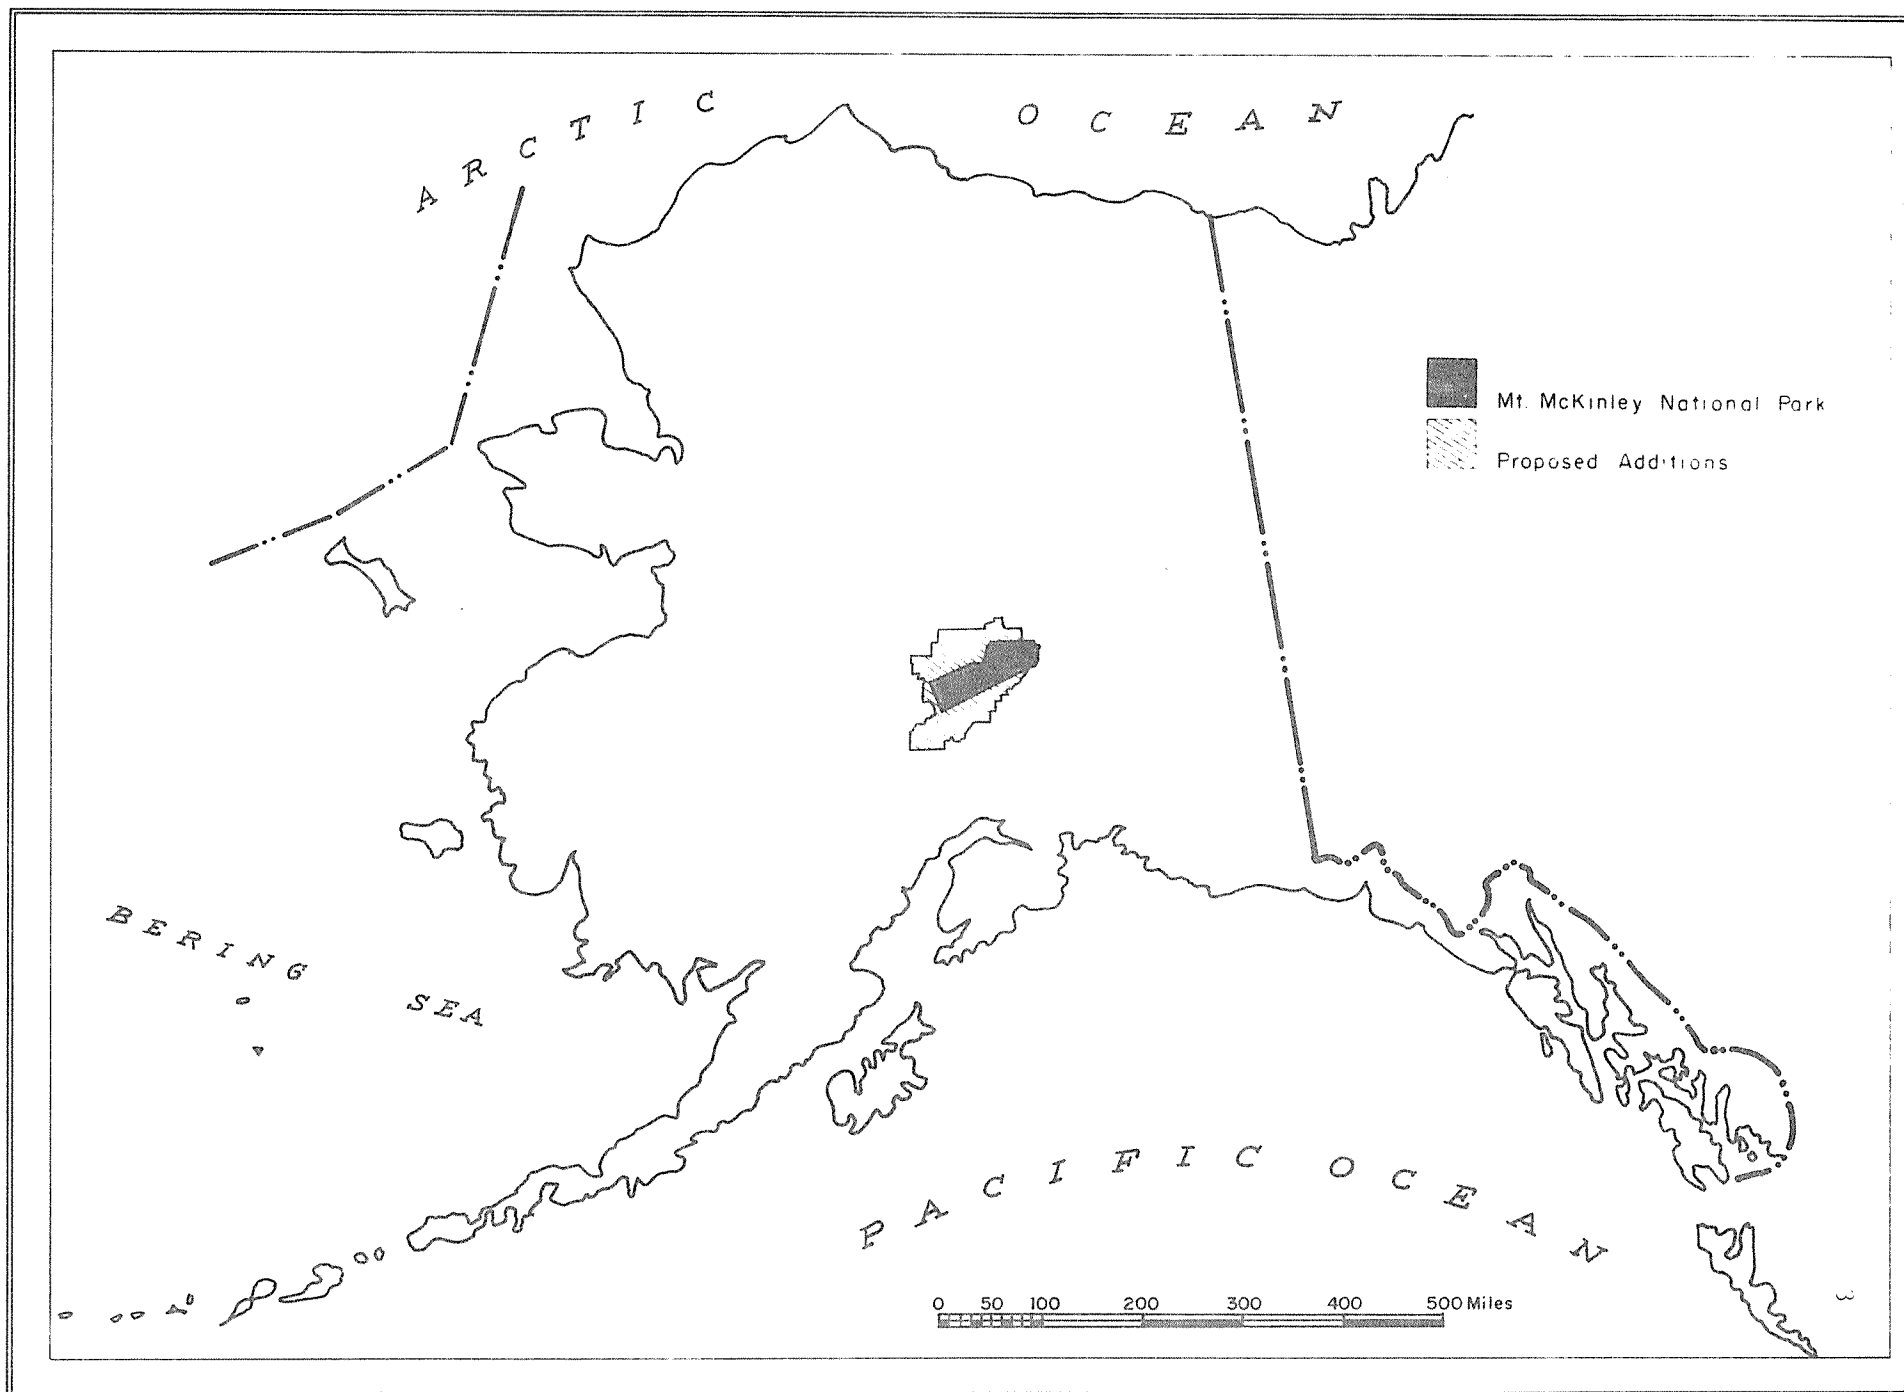 ARCTIC OCEAN
Mt. McKinley National Park
Proposed Additions
BERING SEA
PACIFIC OCEAN
0 50 100 200 300 400 500 Miles
3